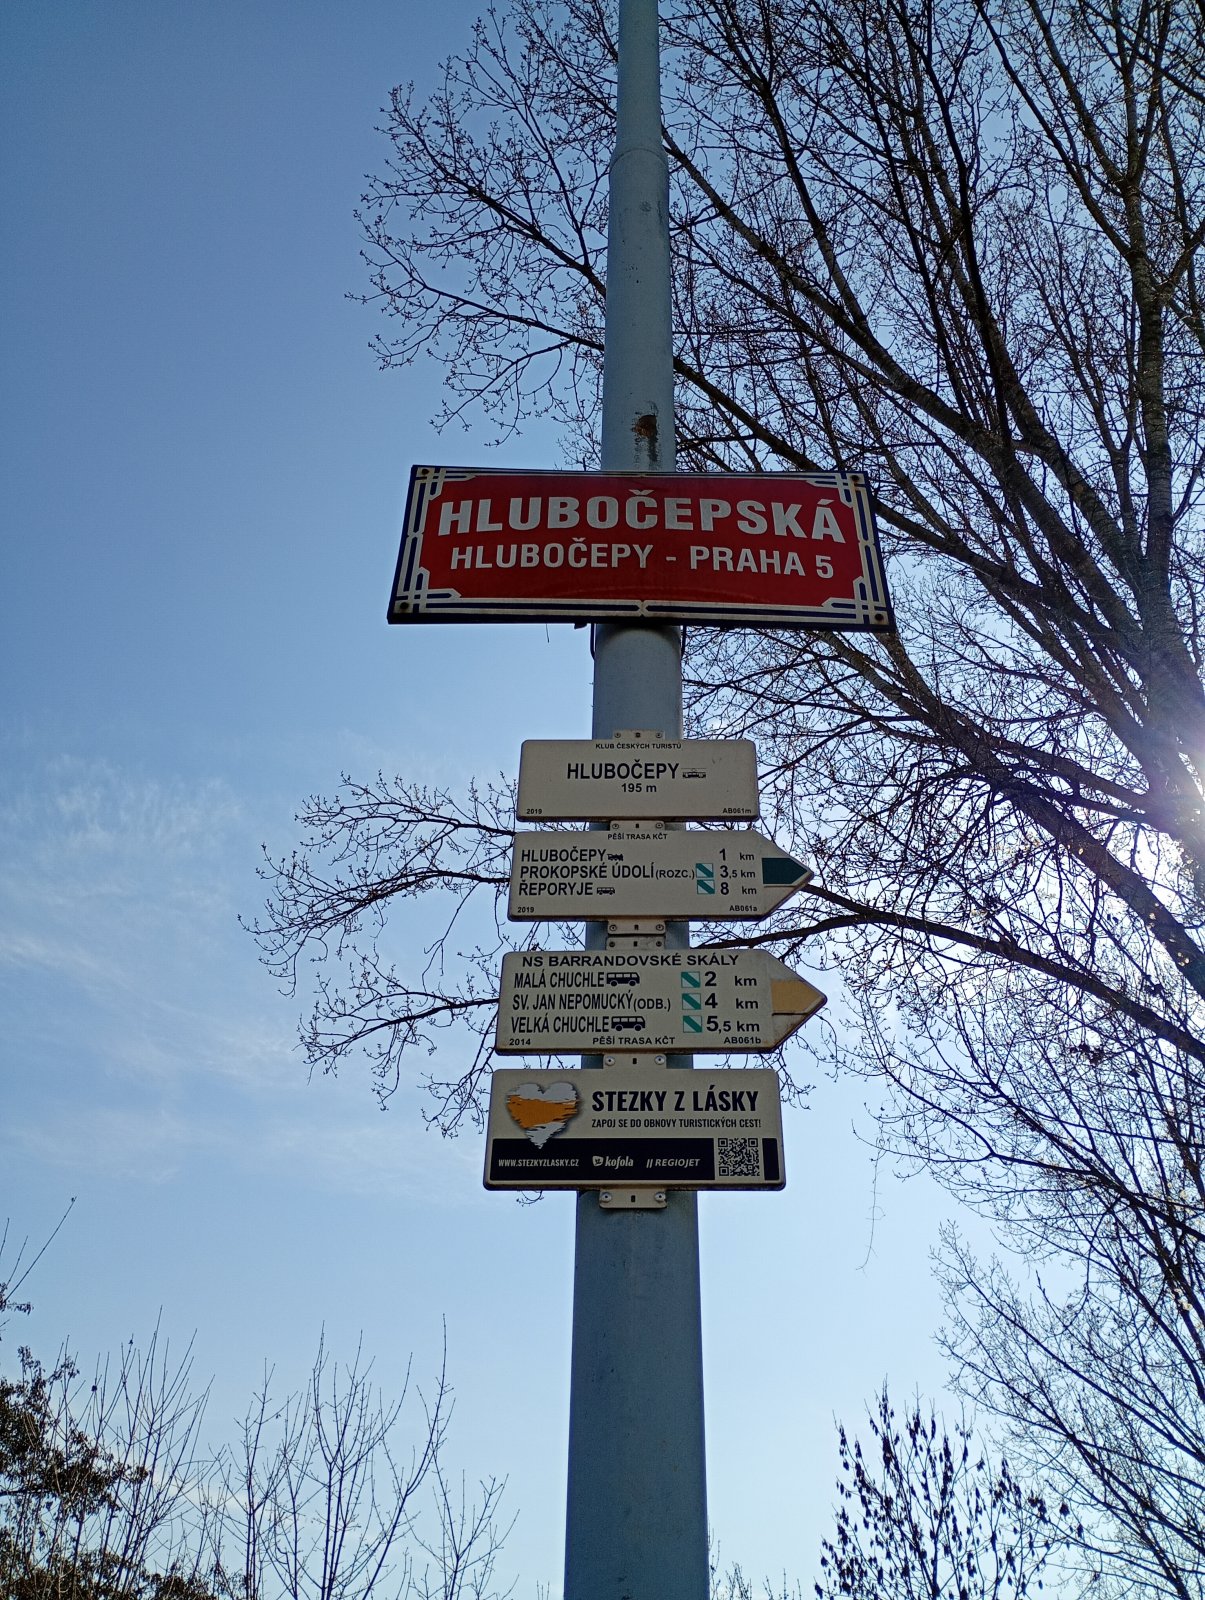 HLUBOČEPSKÁ
HLUBOČEPY - PRAHA 5
KLUB ČESKÝCH TURISTŮ
HLUBOČEPY
195 m
2019 AB061m
PĚŠÍ TRASA KČT
HLUBOČEPY 1 km
PROKOPSKÉ ÚDOLÍ (ROZC.) 3,5 km
ŘEPORYJE 8 km
2019 AB061a
NS BARRANDOVSKÉ SKÁLY
MALÁ CHUCHLE 2 km
SV. JAN NEPOMUCKÝ (ODB.) 4 km
VELKÁ CHUCHLE 5,5 km
2014 PĚŠÍ TRASA KČT AB061b
STEZKY Z LÁSKY
ZAPOJ SE DO OBNOVY TURISTICKÝCH CEST!
WWW.STEZKYZLASKY.CZ kofola REGIOJET